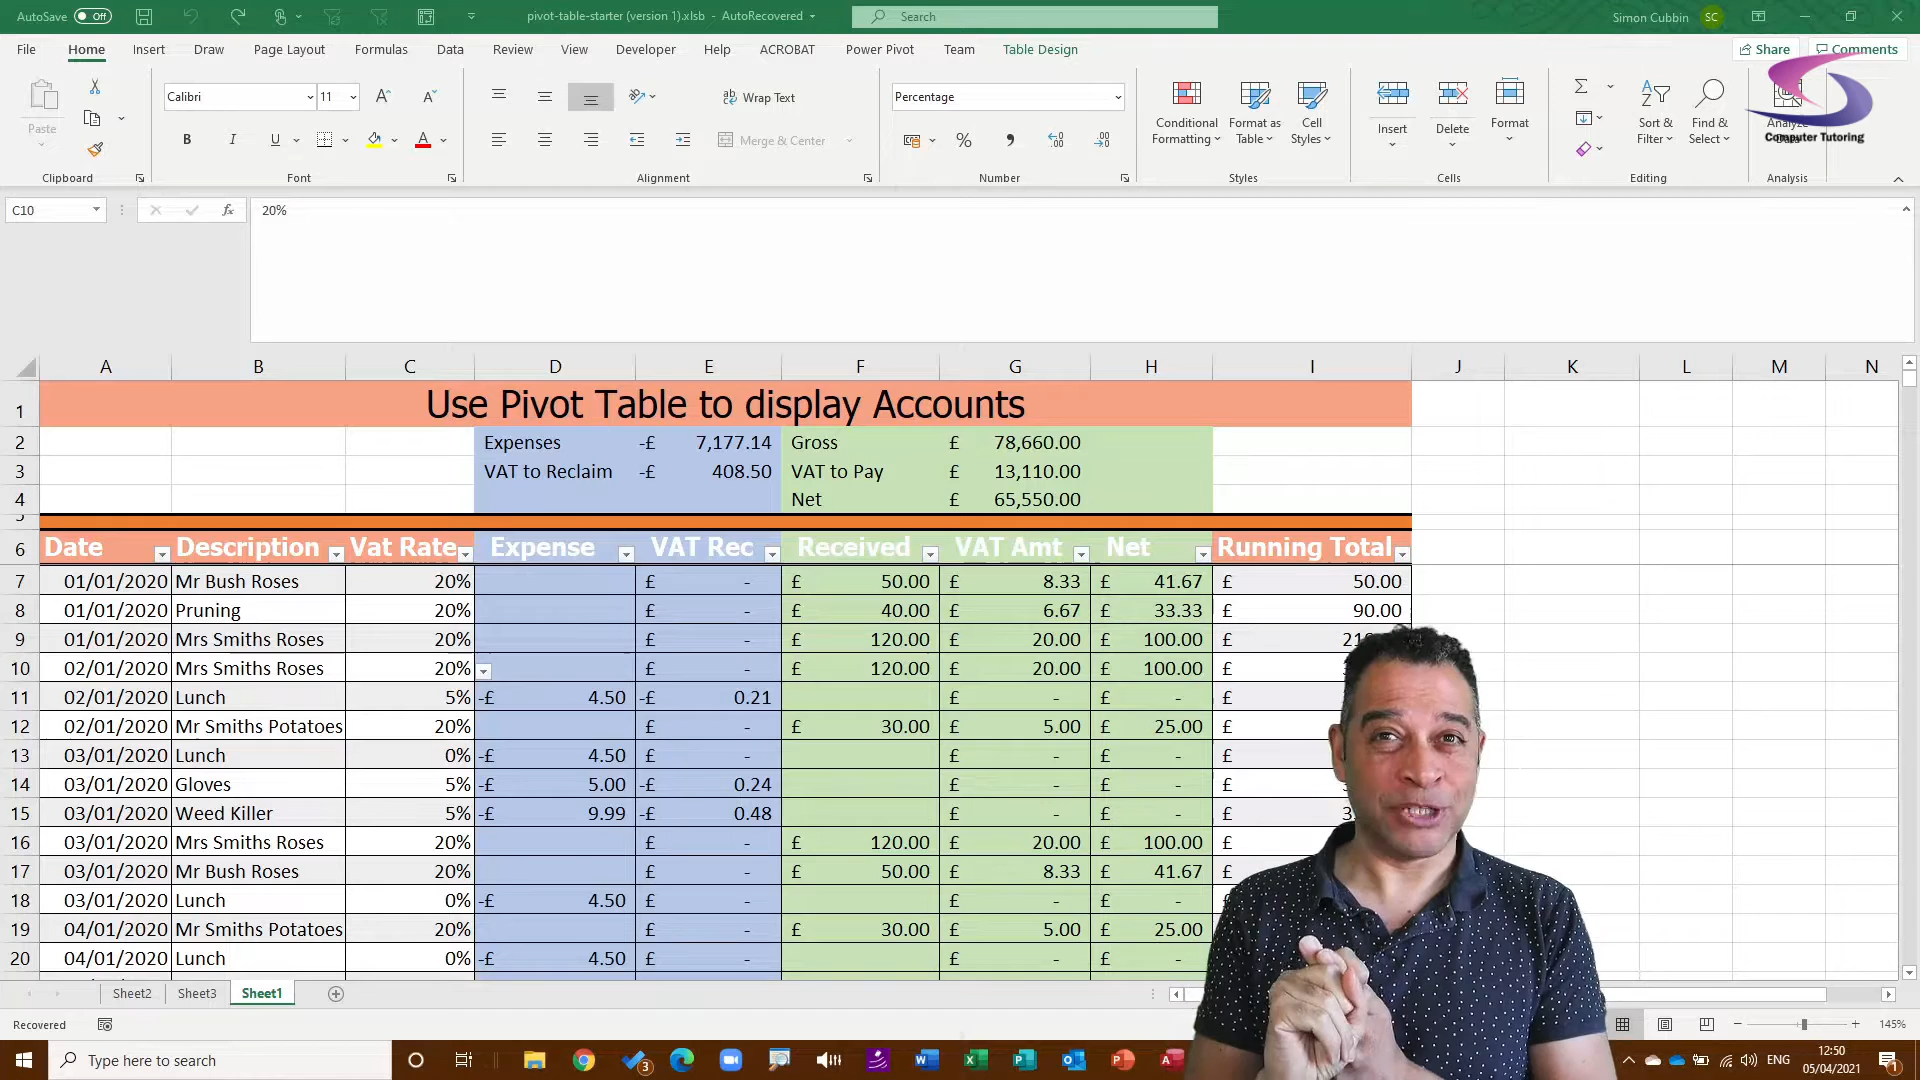 AutoSave Off pivot-table-starter (version 1).xlsb - AutoRecovered Search Simon Cubbin SC
File Home Insert Draw Page Layout Formulas Data Review View Developer Help ACROBAT Power Pivot Team Table Design Share Comments
Paste Calibri 11 Wrap Text Merge & Center Percentage
B I U A
Conditional Formatting Format as Table Cell Styles Insert Delete Format Sort & Filter Find & Select
Computer Tutoring
Clipboard Font Alignment Number Styles Cells Editing Analysis
C10 fx 20%
A B C D E F G H I J K L M N
1 Use Pivot Table to display Accounts
2 Expenses -£ 7,177.14 Gross £ 78,660.00
3 VAT to Reclaim -£ 408.50 VAT to Pay £ 13,110.00
4 Net £ 65,550.00
6 Date Description Vat Rate Expense VAT Rec Received VAT Amt Net Running Total
7 01/01/2020 Mr Bush Roses 20% £ - £ 50.00 £ 8.33 £ 41.67 £ 50.00
8 01/01/2020 Pruning 20% £ - £ 40.00 £ 6.67 £ 33.33 £ 90.00
9 01/01/2020 Mrs Smiths Roses 20% £ - £ 120.00 £ 20.00 £ 100.00 £
10 02/01/2020 Mrs Smiths Roses 20% £ - £ 120.00 £ 20.00 £ 100.00 £
11 02/01/2020 Lunch 5% -£ 4.50 -£ 0.21 £ - £ - £
12 02/01/2020 Mr Smiths Potatoes 20% £ - £ 30.00 £ 5.00 £ 25.00 £
13 03/01/2020 Lunch 0% -£ 4.50 £ - £ - £ - £
14 03/01/2020 Gloves 5% -£ 5.00 -£ 0.24 £ - £ - £
15 03/01/2020 Weed Killer 5% -£ 9.99 -£ 0.48 £ - £ - £
16 03/01/2020 Mrs Smiths Roses 20% £ - £ 120.00 £ 20.00 £ 100.00 £
17 03/01/2020 Mr Bush Roses 20% £ - £ 50.00 £ 8.33 £ 41.67 £
18 03/01/2020 Lunch 0% -£ 4.50 £ - £ - £ -
19 04/01/2020 Mr Smiths Potatoes 20% £ - £ 30.00 £ 5.00 £ 25.00
20 04/01/2020 Lunch 0% -£ 4.50 £ - £ - £ -
Sheet2 Sheet3 Sheet1
Recovered 145%
Type here to search 3 ENG 12:50
05/04/2021 1